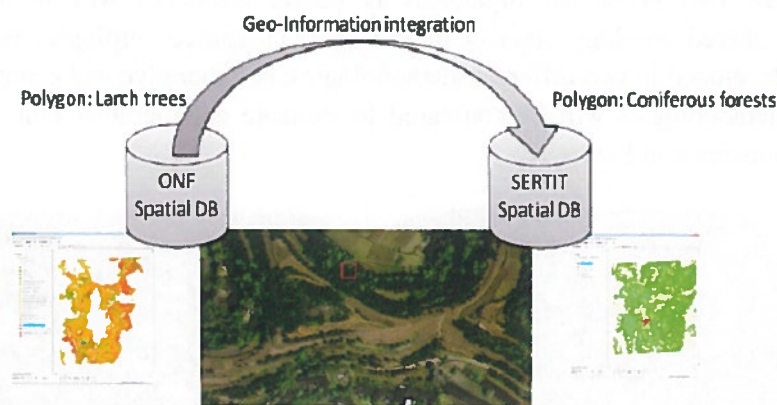 Geo-Information integration
Polygon: Larch trees
Polygon: Coniferous forests
ONF
Spatial DB
SERTIT
Spatial DB